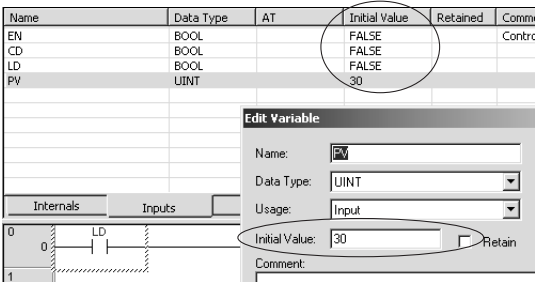 Name Data Type AT Initial Value Retained Comme
EN BOOL FALSE Contro
CD BOOL FALSE
LD BOOL FALSE
PV UINT 30
Edit Variable
Name: PV
Data Type: UINT
Usage: Input
Initial Value: 30 Retain
Comment:
Internals Inputs
0 LD
0
1